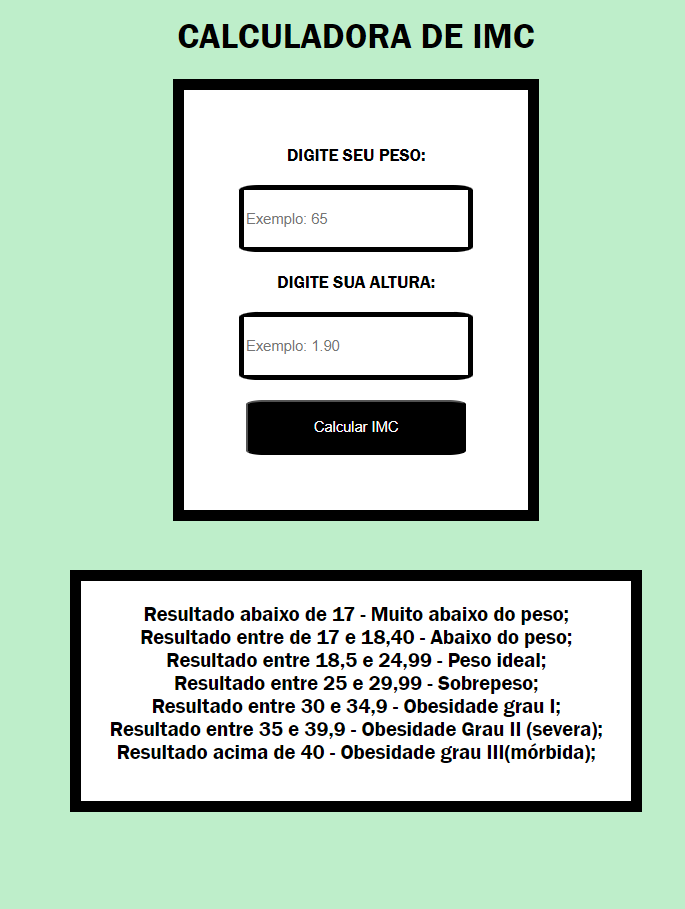 CALCULADORA DE IMC
DIGITE SEU PESO:
Exemplo: 65
DIGITE SUA ALTURA:
Exemplo: 1.90
Calcular IMC
Resultado abaixo de 17 - Muito abaixo do peso;
Resultado entre de 17 e 18,40 - Abaixo do peso;
Resultado entre 18,5 e 24,99 - Peso ideal;
Resultado entre 25 e 29,99 - Sobrepeso;
Resultado entre 30 e 34,9 - Obesidade grau I;
Resultado entre 35 e 39,9 - Obesidade Grau II (severa);
Resultado acima de 40 - Obesidade grau III(mórbida);